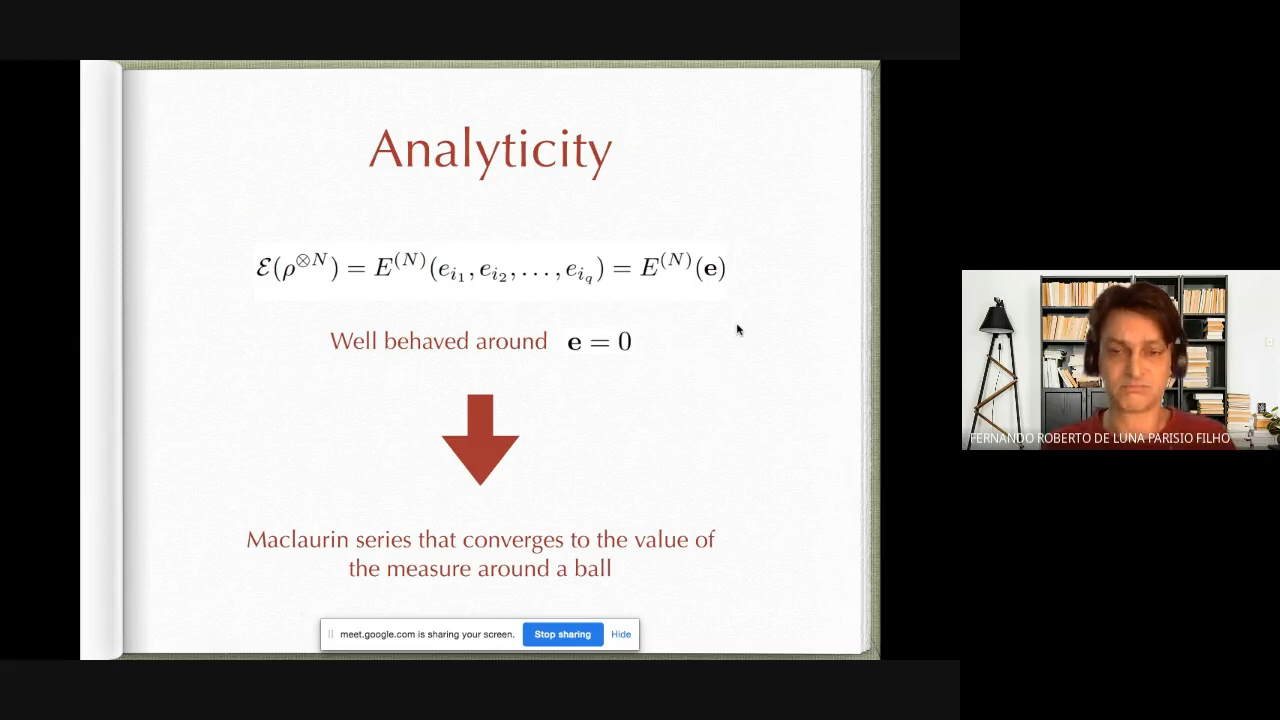 Analyticity
ℰ(ρ^{⊗N}) = E^{(N)}(e_{i_1}, e_{i_2}, …, e_{i_q}) = E^{(N)}(𝐞)
Well behaved around 𝐞 = 0
Maclaurin series that converges to the value of
the measure around a ball
meet.google.com is sharing your screen. Stop sharing Hide
FERNANDO ROBERTO DE LUNA PARISIO FILHO